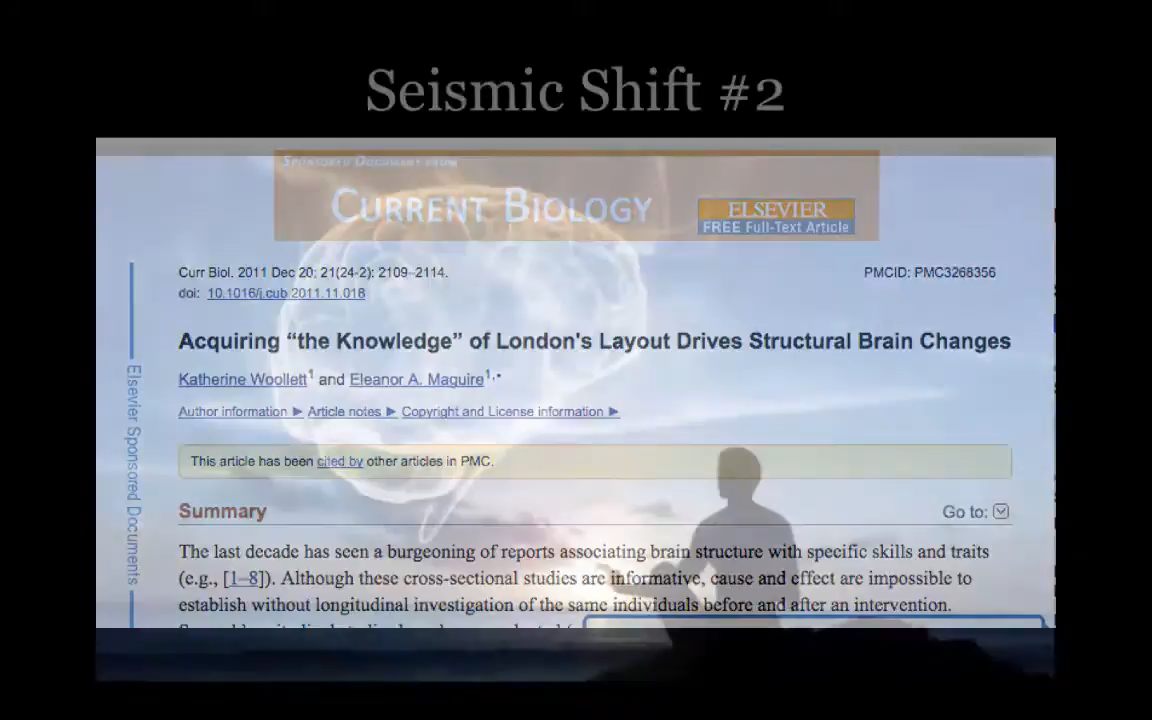 Seismic Shift #2
SPONSORED DOCUMENT FROM
CURRENT BIOLOGY
ELSEVIER
FREE Full-Text Article
Curr Biol. 2011 Dec 20; 21(24-2): 2109–2114.
PMCID: PMC3268356
doi: 10.1016/j.cub.2011.11.018
Acquiring “the Knowledge” of London's Layout Drives Structural Brain Changes
Katherine Woollett1 and Eleanor A. Maguire1,*
Author information ► Article notes ► Copyright and License information ►
This article has been cited by other articles in PMC.
Elsevier Sponsored Documents
Summary
Go to:
The last decade has seen a burgeoning of reports associating brain structure with specific skills and traits
(e.g., [1–8]). Although these cross-sectional studies are informative, cause and effect are impossible to
establish without longitudinal investigation of the same individuals before and after an intervention.